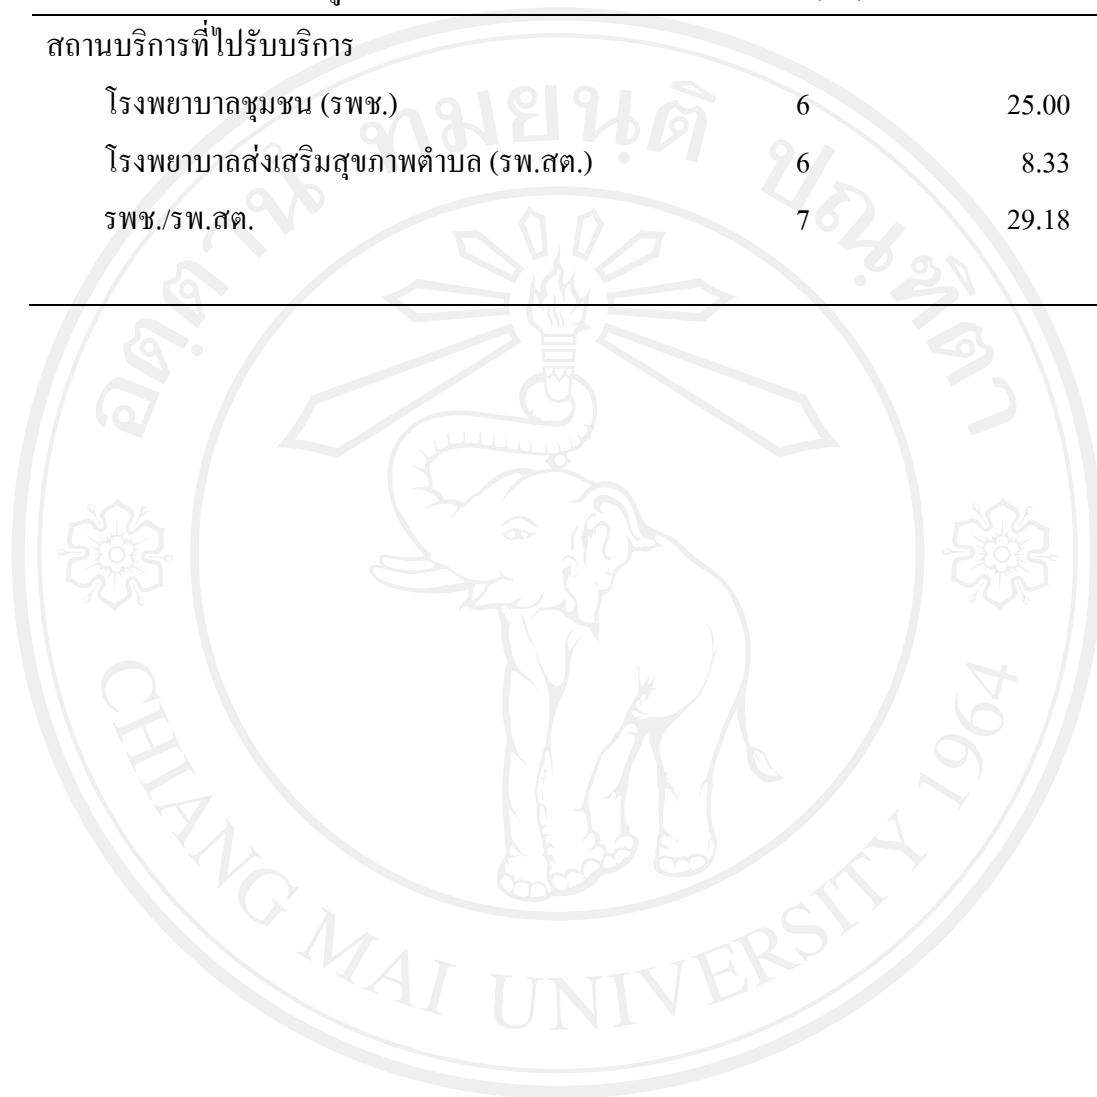 สถานบริการที่ไปรับบริการ
โรงพยาบาลชุมชน (รพช.) 6 25.00
โรงพยาบาลส่งเสริมสุขภาพตำบล (รพ.สต.) 6 8.33
รพช./รพ.สต. 7 29.18
CHIANG MAI UNIVERSITY 1964